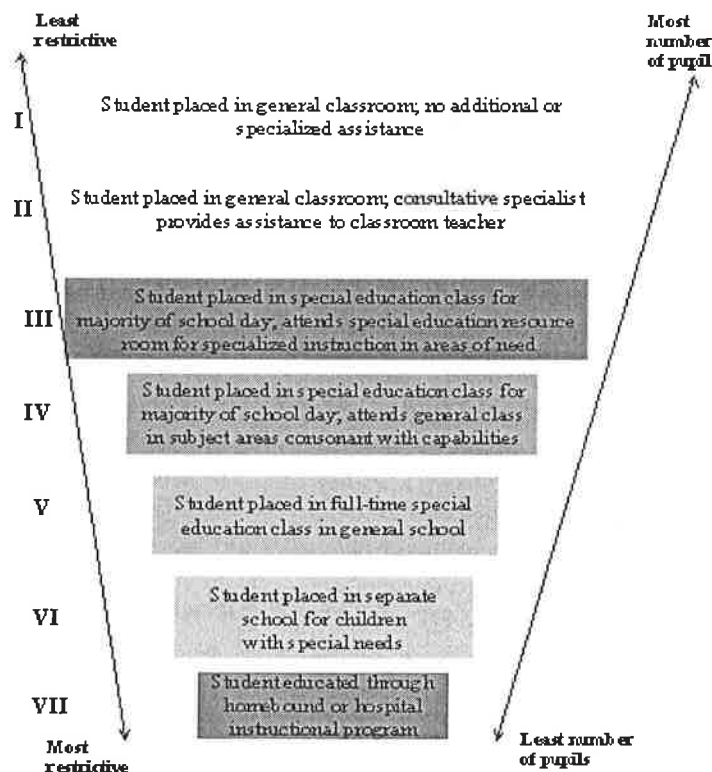 Least
restrictive
Most
number
of pupil
I
Student placed in general classroom; no additional or
specialized assistance
II
Student placed in general classroom; consultative specialist
provides assistance to classroom teacher
III
Student placed in special education class for
majority of school day; attends special education resource
room for specialized instruction in areas of need
IV
Student placed in special education class for
majority of school day; attends general class
in subject areas consonant with capabilities
V
Student placed in full-time special
education class in general school
VI
Student placed in separate
school for children
with special needs
VII
Student educated through
homebound or hospital
instructional program
Most
restrictive
Least number
of pupils